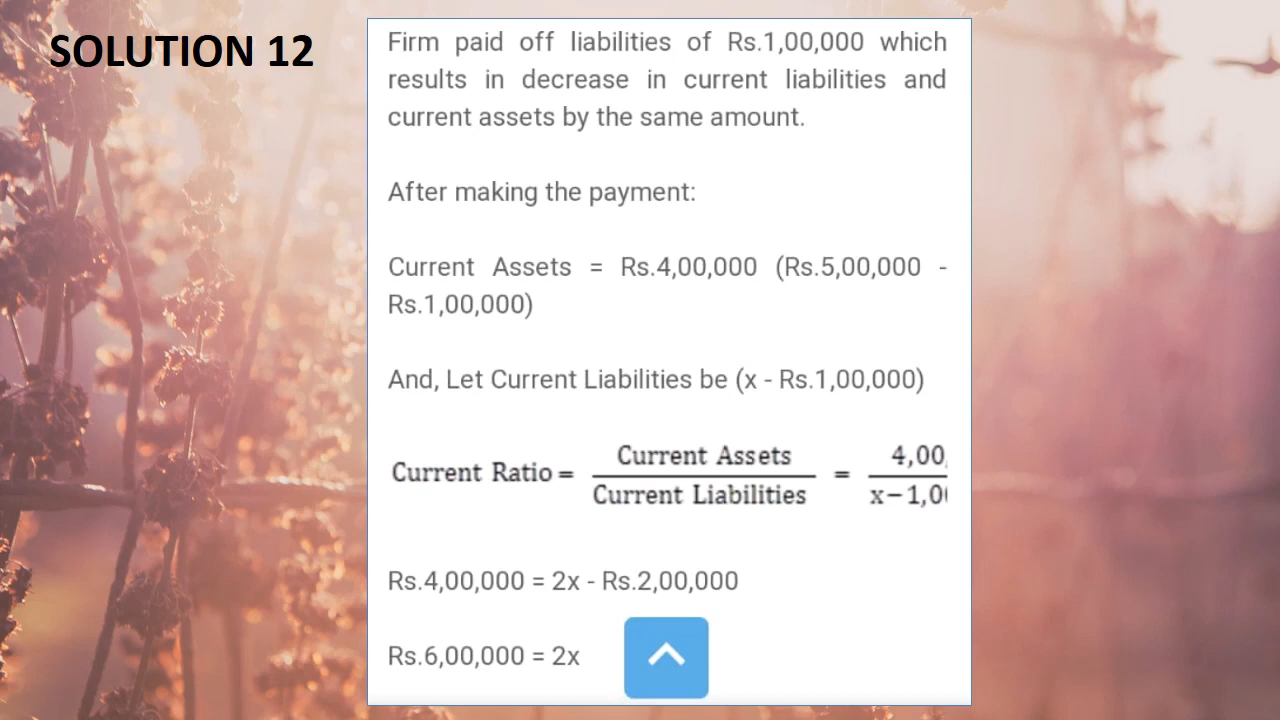 SOLUTION 12
Firm paid off liabilities of Rs.1,00,000 which
results in decrease in current liabilities and
current assets by the same amount.
After making the payment:
Current Assets = Rs.4,00,000 (Rs.5,00,000 -
Rs.1,00,000)
And, Let Current Liabilities be (x - Rs.1,00,000)
Current Assets 4,00,
Current Ratio = =
Current Liabilities x−1,0
Rs.4,00,000 = 2x - Rs.2,00,000
Rs.6,00,000 = 2x